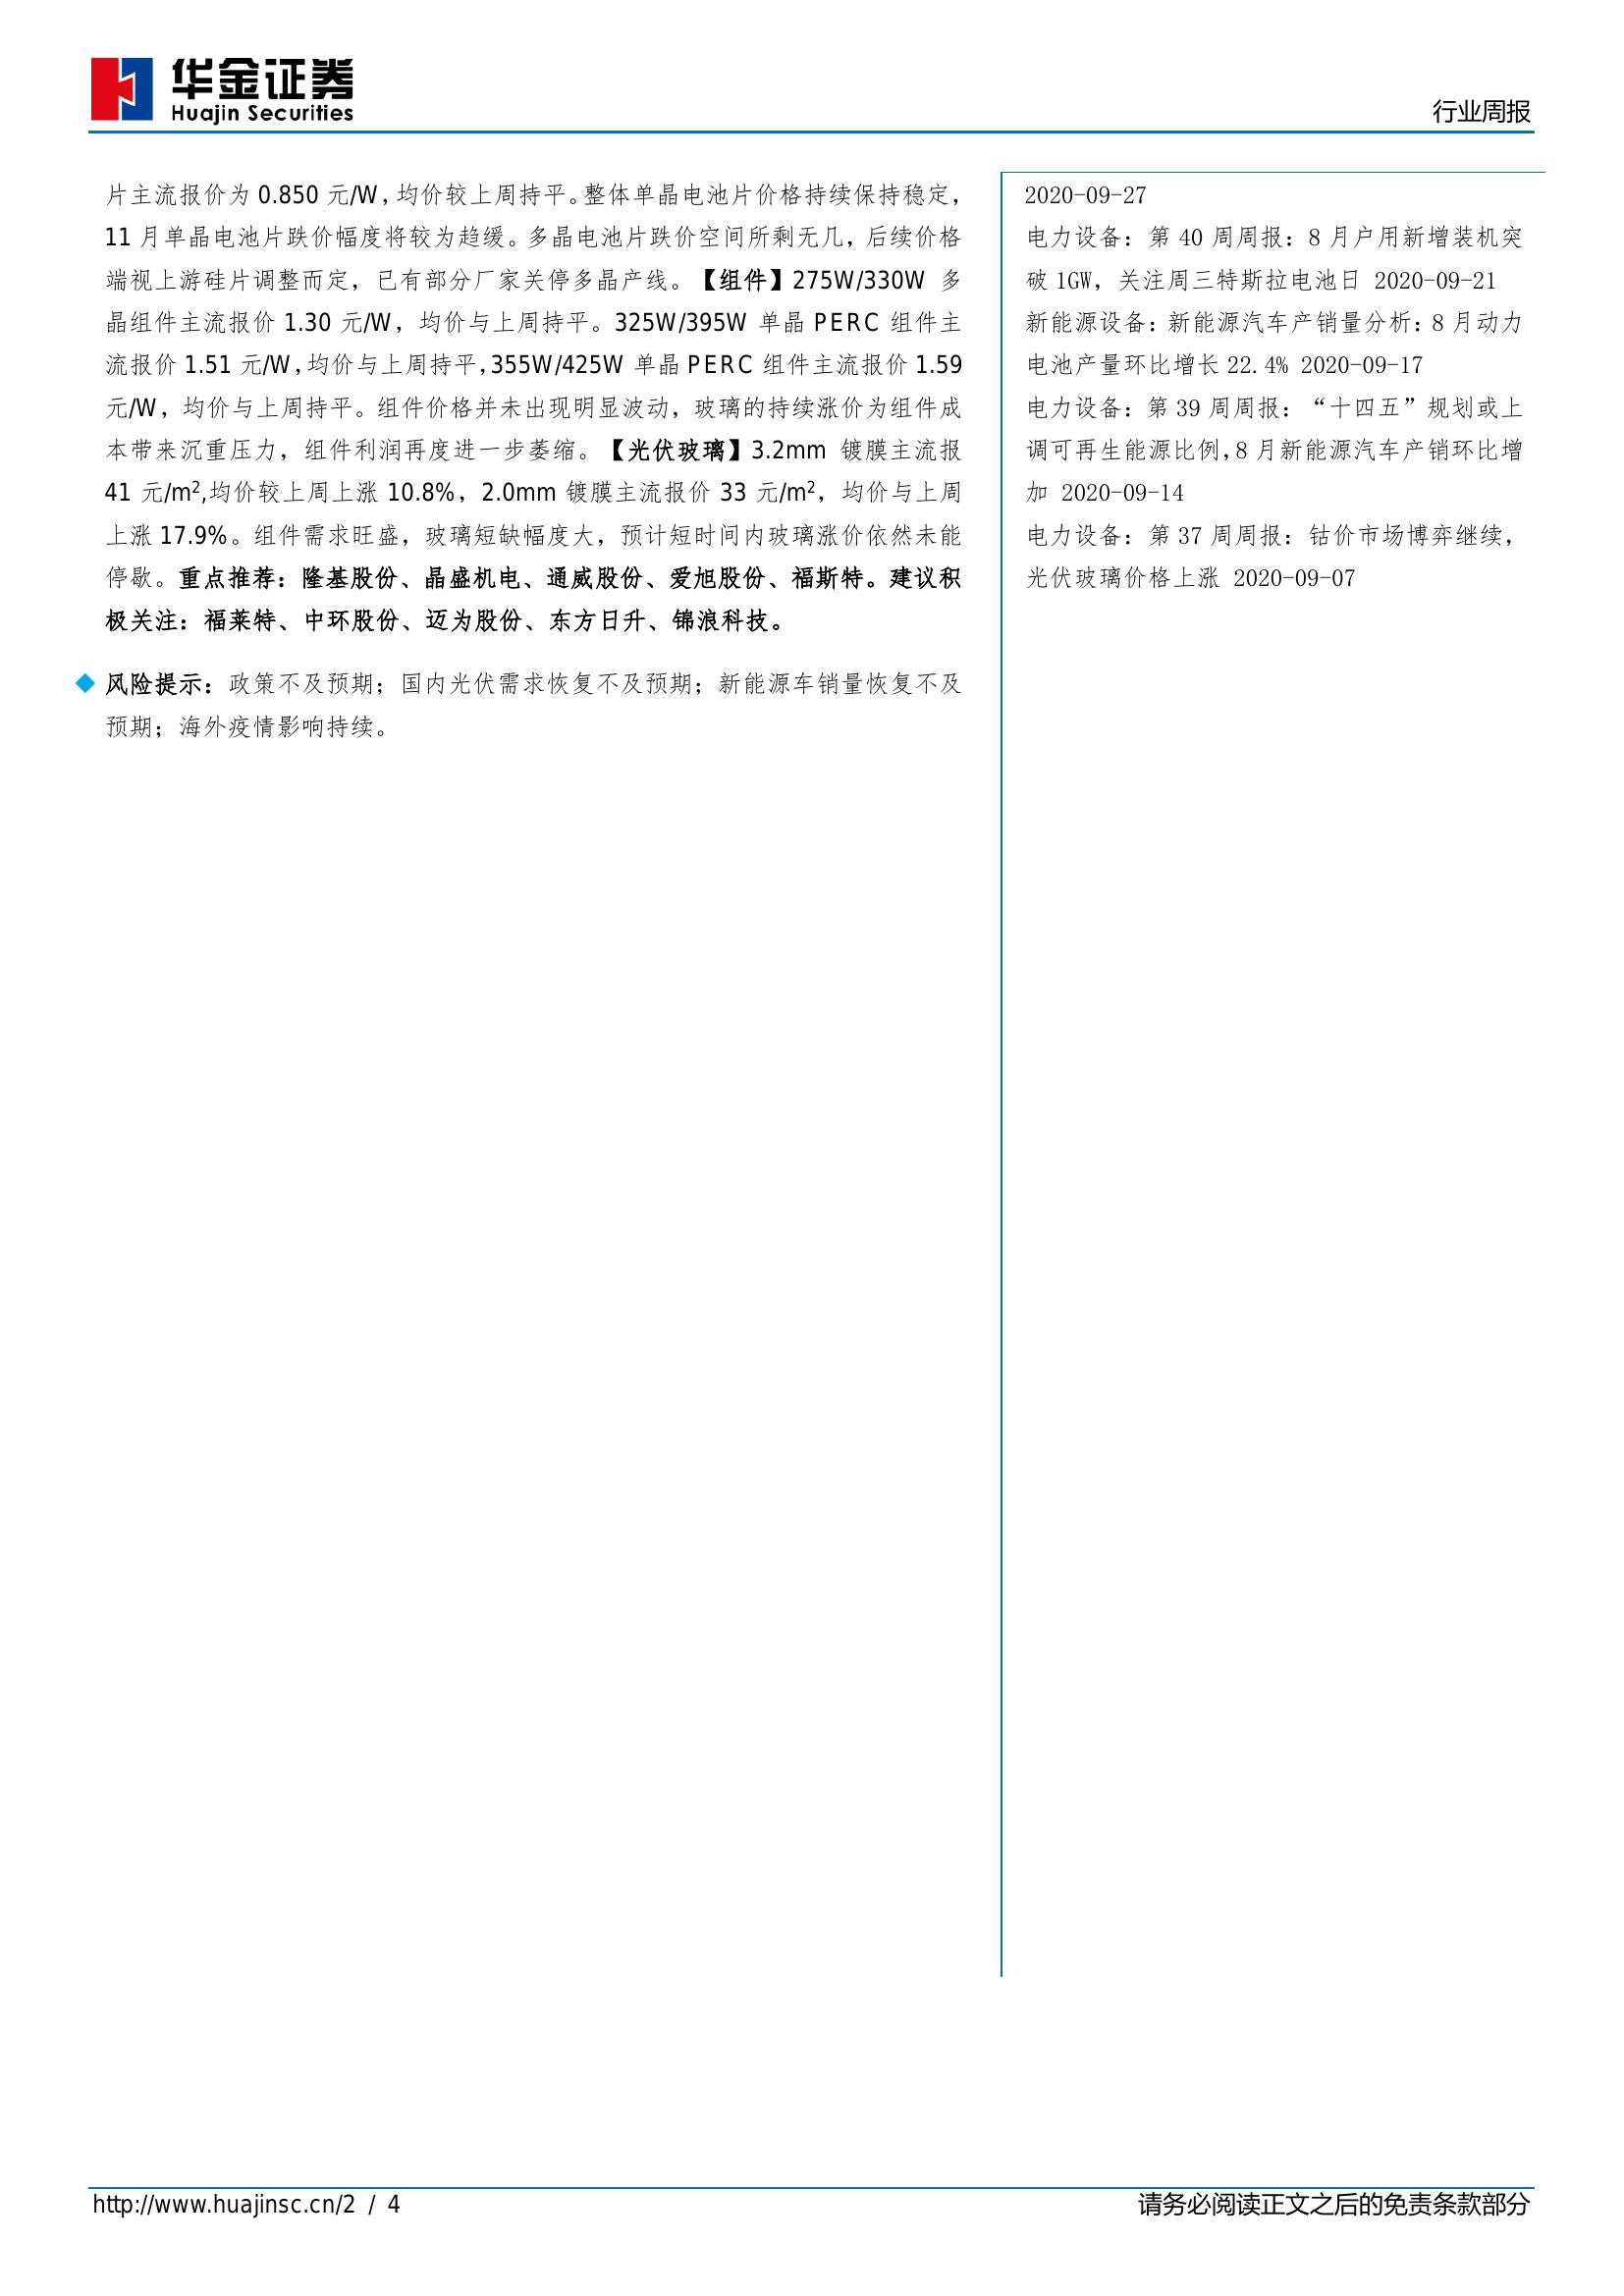 华金证券
Huajin Securities
行业周报
片主流报价为 0.850 元/W，均价较上周持平。整体单晶电池片价格持续保持稳定，
11 月单晶电池片跌价幅度将较为趋缓。多晶电池片跌价空间所剩无几，后续价格
端视上游硅片调整而定，已有部分厂家关停多晶产线。【组件】275W/330W 多
晶组件主流报价 1.30 元/W，均价与上周持平。325W/395W 单晶 PERC 组件主
流报价 1.51 元/W，均价与上周持平，355W/425W 单晶 PERC 组件主流报价 1.59
元/W，均价与上周持平。组件价格并未出现明显波动，玻璃的持续涨价为组件成
本带来沉重压力，组件利润再度进一步萎缩。【光伏玻璃】3.2mm 镀膜主流报
41 元/m²,均价较上周上涨 10.8%，2.0mm 镀膜主流报价 33 元/m²，均价与上周
上涨 17.9%。组件需求旺盛，玻璃短缺幅度大，预计短时间内玻璃涨价依然未能
停歇。重点推荐：隆基股份、晶盛机电、通威股份、爱旭股份、福斯特。建议积
极关注：福莱特、中环股份、迈为股份、东方日升、锦浪科技。
◆ 风险提示：政策不及预期；国内光伏需求恢复不及预期；新能源车销量恢复不及
预期；海外疫情影响持续。
2020-09-27
电力设备：第 40 周周报：8 月户用新增装机突
破 1GW，关注周三特斯拉电池日 2020-09-21
新能源设备：新能源汽车产销量分析：8 月动力
电池产量环比增长 22.4% 2020-09-17
电力设备：第 39 周周报：“十四五”规划或上
调可再生能源比例，8 月新能源汽车产销环比增
加 2020-09-14
电力设备：第 37 周周报：钴价市场博弈继续，
光伏玻璃价格上涨 2020-09-07
http://www.huajinsc.cn/2 / 4
请务必阅读正文之后的免责条款部分